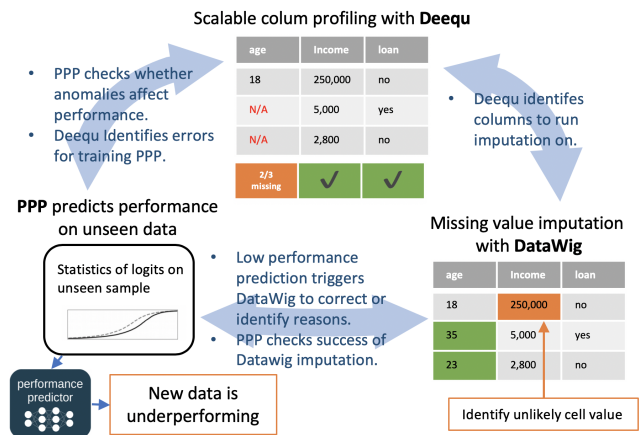 Scalable colum profiling with Deequ
age Income loan
18 250,000 no
N/A 5,000 yes
N/A 2,800 no
2/3
missing
• PPP checks whether
anomalies affect
performance.
• Deequ Identifies errors
for training PPP.
• Deequ identifes
columns to run
imputation on.
PPP predicts performance
on unseen data
Statistics of logits on
unseen sample
performance
predictor
New data is
underperforming
• Low performance
prediction triggers
DataWig to correct or
identify reasons.
• PPP checks success of
Datawig imputation.
Missing value imputation
with DataWig
age Income loan
18 250,000 no
35 5,000 yes
23 2,800 no
Identify unlikely cell value